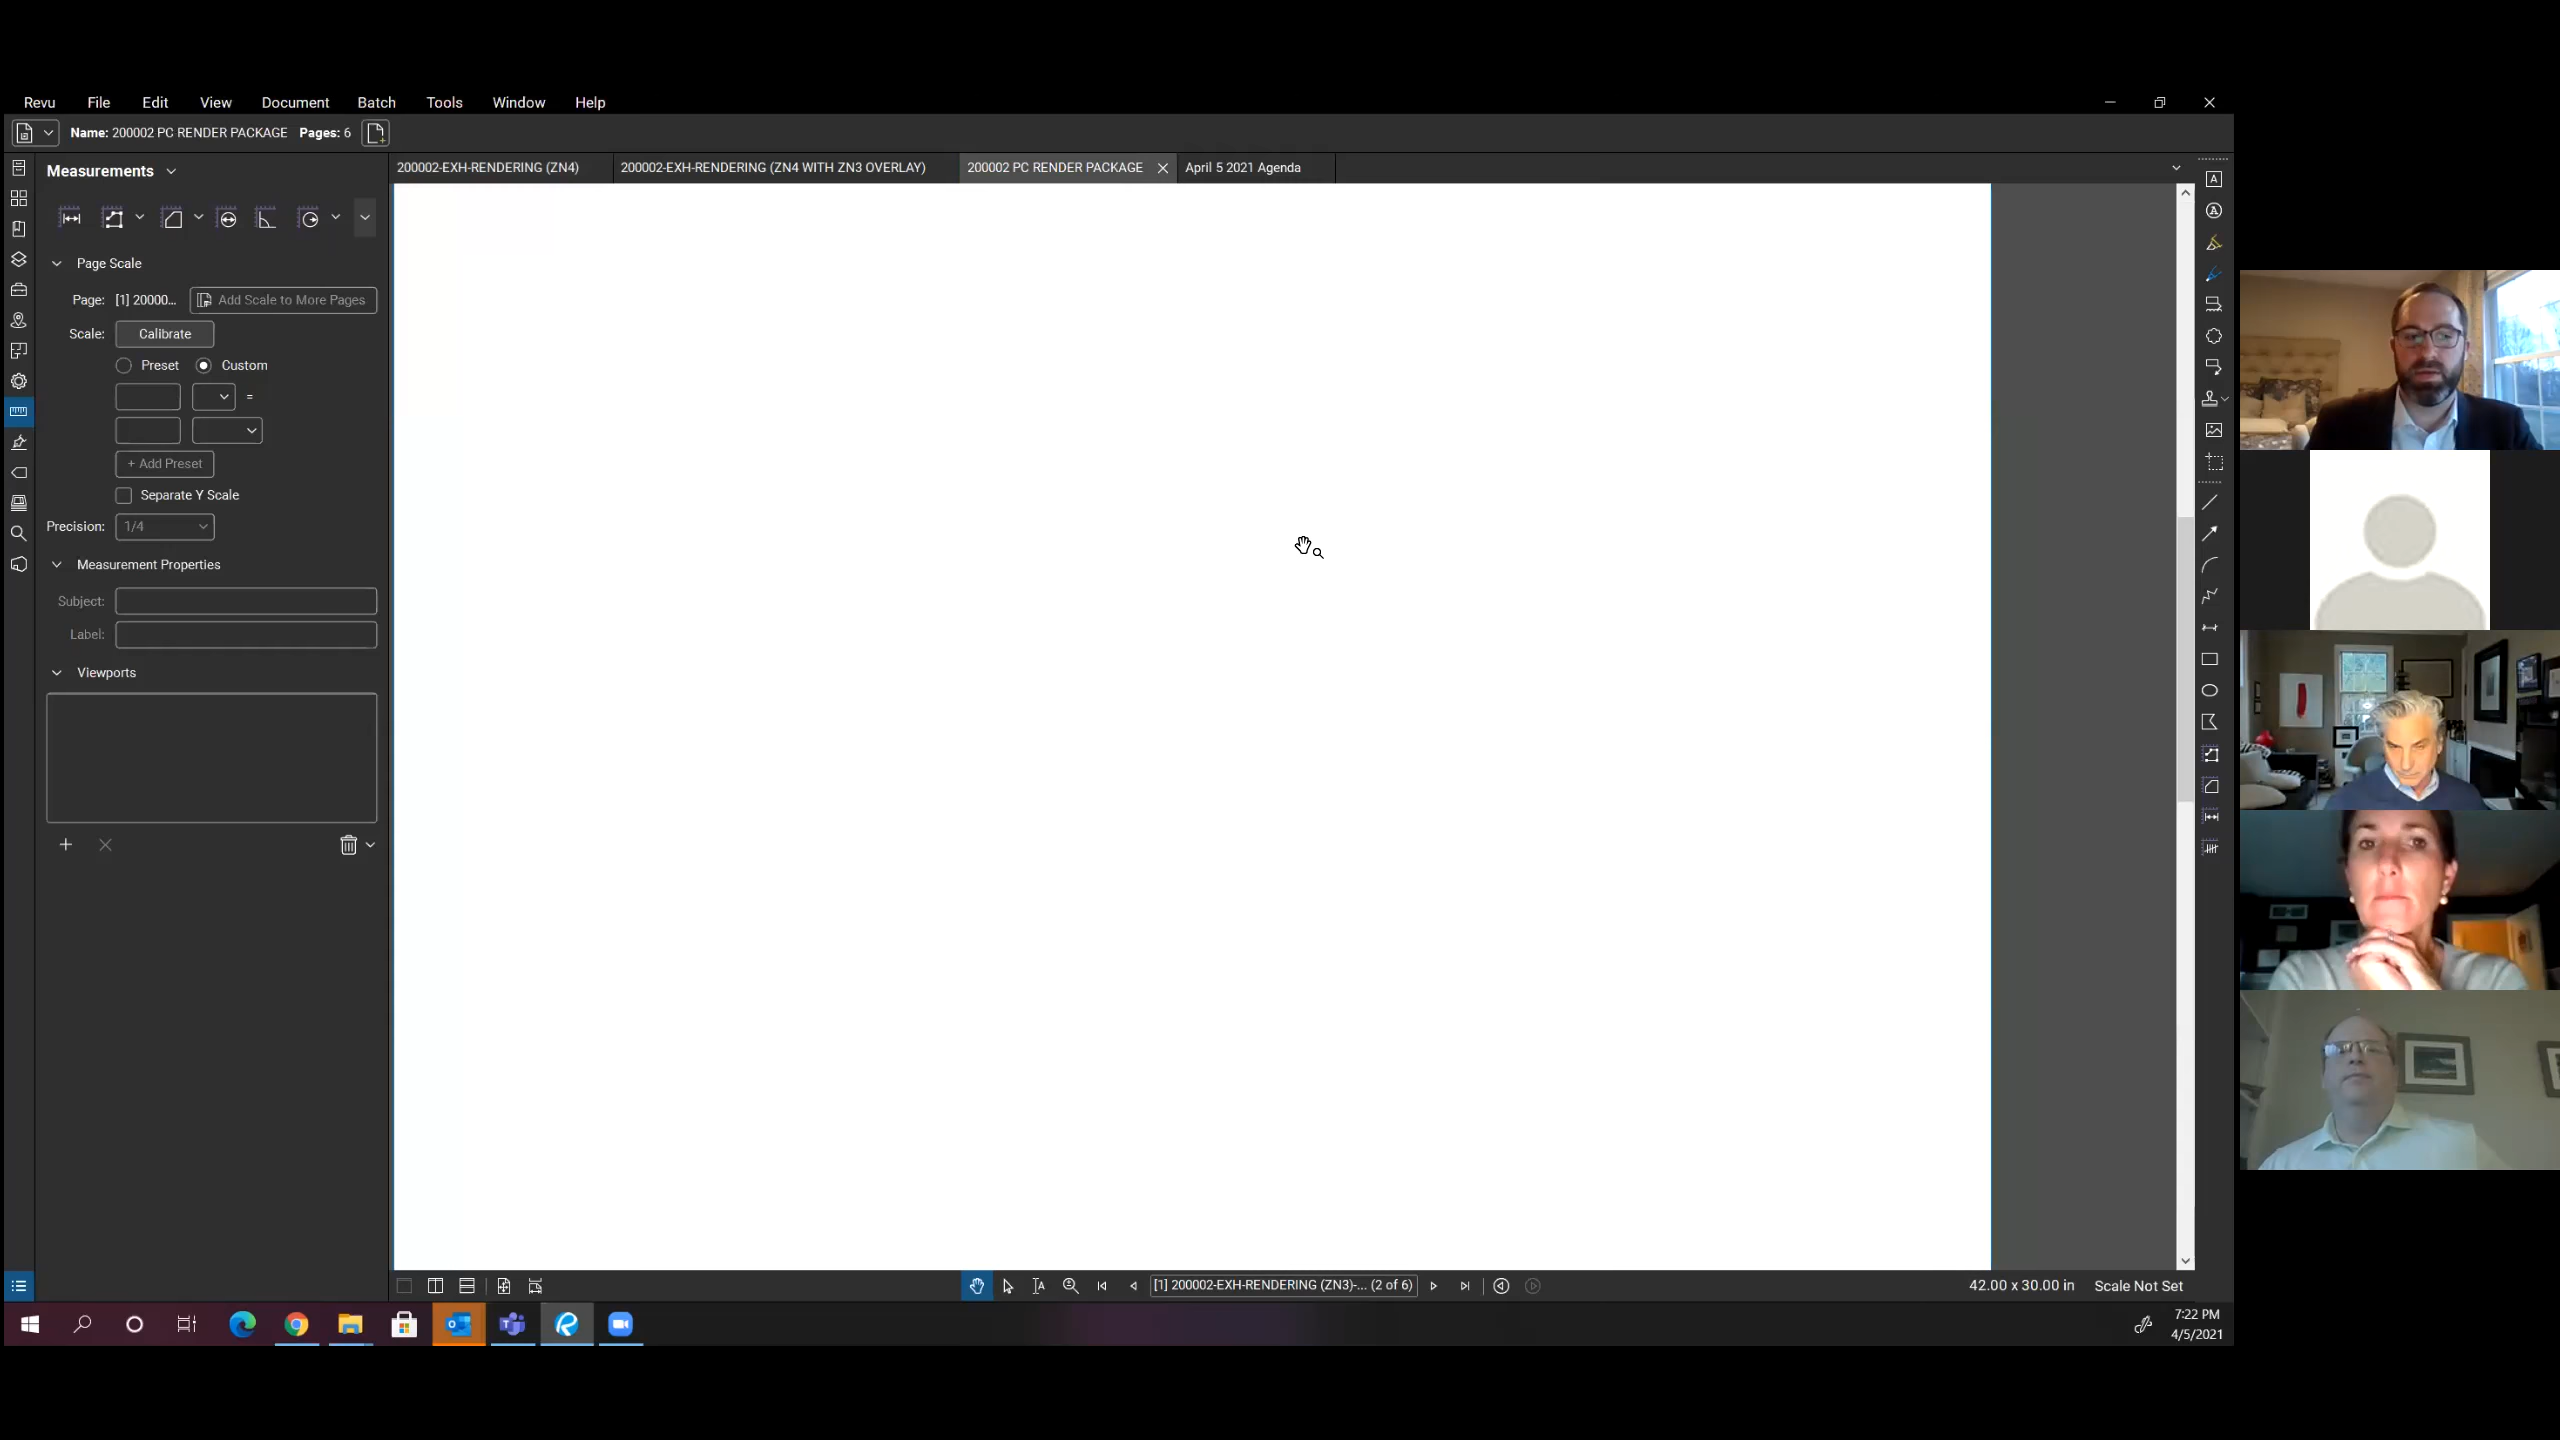 Revu File Edit View Document Batch Tools Window Help
Name: 200002 PC RENDER PACKAGE Pages: 6
Measurements
200002-EXH-RENDERING (ZN4) 200002-EXH-RENDERING (ZN4 WITH ZN3 OVERLAY) 200002 PC RENDER PACKAGE April 5 2021 Agenda
Page Scale
Page: [1] 20000... Add Scale to More Pages
Scale: Calibrate
Preset Custom
=
+ Add Preset
Separate Y Scale
Precision: 1/4
Measurement Properties
Subject:
Label:
Viewports
[1] 200002-EXH-RENDERING (ZN3)-... (2 of 6) 42.00 x 30.00 in Scale Not Set
7:22 PM
4/5/2021